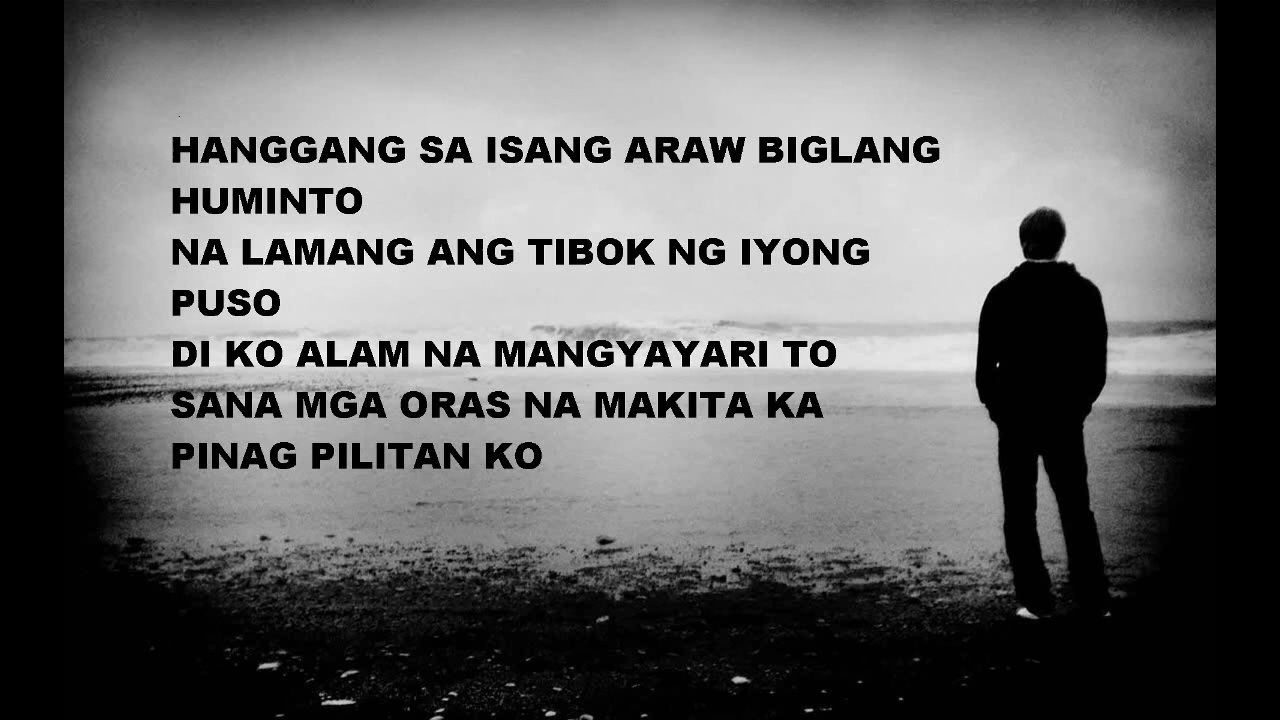 HANGGANG SA ISANG ARAW BIGLANG
HUMINTO
NA LAMANG ANG TIBOK NG IYONG
PUSO
DI KO ALAM NA MANGYAYARI TO
SANA MGA ORAS NA MAKITA KA
PINAG PILITAN KO